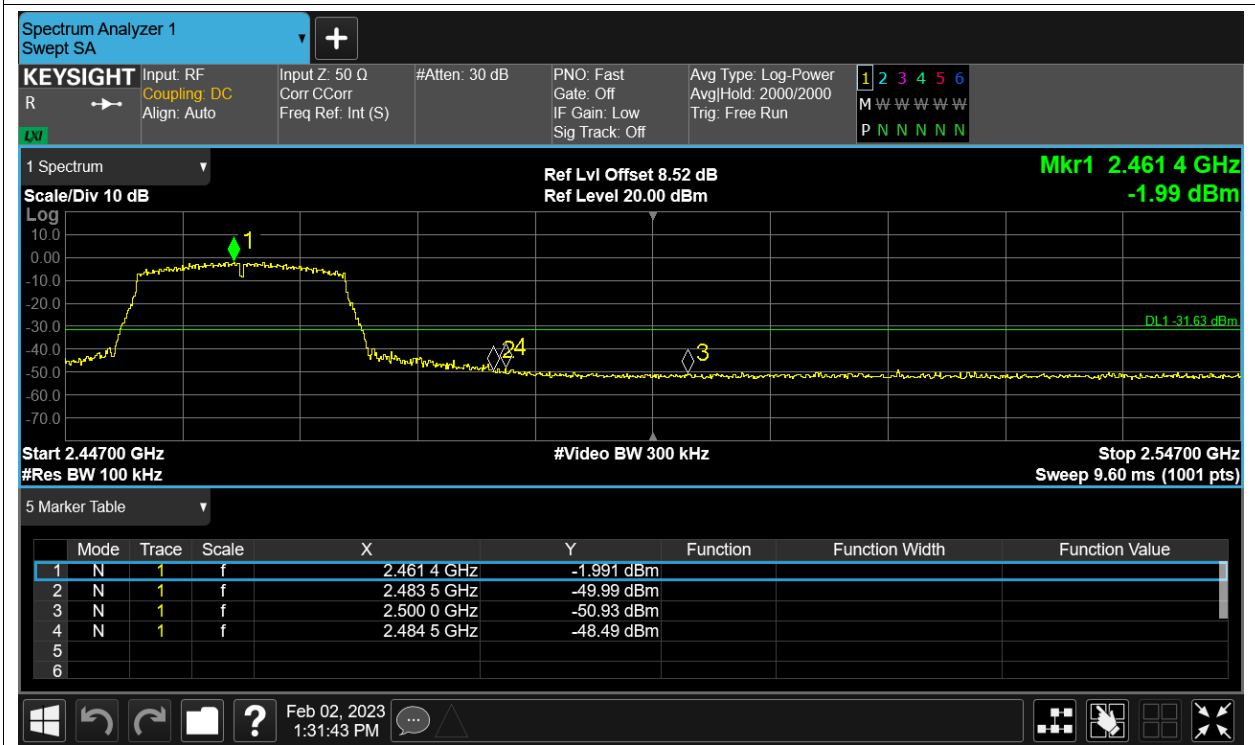 Spectrum Analyzer 1
Swept SA
KEYSIGHT Input: RF Input Z: 50 Ω #Atten: 30 dB PNO: Fast Avg Type: Log-Power 1 2 3 4 5 6
R Coupling: DC Corr CCorr Gate: Off Avg|Hold: 2000/2000 M W W W W W
Align: Auto Freq Ref: Int (S) IF Gain: Low Trig: Free Run
LXI Sig Track: Off P N N N N N
1 Spectrum Ref Lvl Offset 8.52 dB Mkr1 2.461 4 GHz
Scale/Div 10 dB Ref Level 20.00 dBm -1.99 dBm
Log
10.0
1
0.00
-10.0
-20.0
-30.0 DL1 -31.63 dBm
-40.0 2 4 3
-50.0
-60.0
-70.0
Start 2.44700 GHz #Video BW 300 kHz Stop 2.54700 GHz
#Res BW 100 kHz Sweep 9.60 ms (1001 pts)
5 Marker Table
Mode Trace Scale X Y Function Function Width Function Value
1 N 1 f 2.461 4 GHz -1.991 dBm
2 N 1 f 2.483 5 GHz -49.99 dBm
3 N 1 f 2.500 0 GHz -50.93 dBm
4 N 1 f 2.484 5 GHz -48.49 dBm
5
6
? Feb 02, 2023
1:31:43 PM